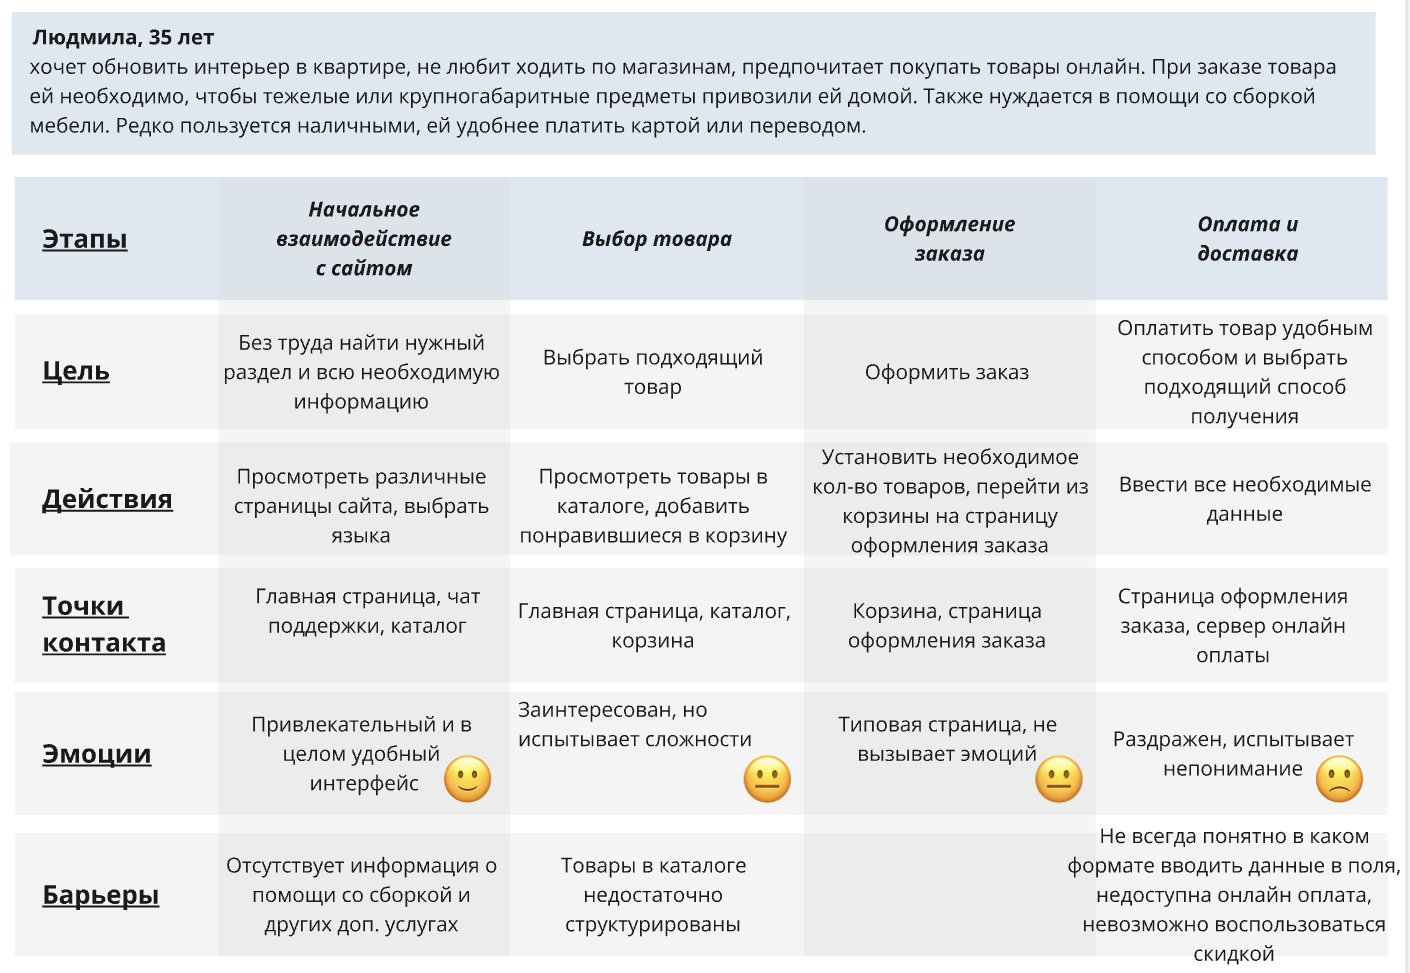 Людмила, 35 лет
хочет обновить интерьер в квартире, не любит ходить по магазинам, предпочитает покупать товары онлайн. При заказе товара
ей необходимо, чтобы тяжелые или крупногабаритные предметы привозили ей домой. Также нуждается в помощи со сборкой
мебели. Редко пользуется наличными, ей удобнее платить картой или переводом.
Этапы
Начальное
взаимодействие
с сайтом
Выбор товара
Оформление
заказа
Оплата и
доставка
Цель
Без труда найти нужный
раздел и всю необходимую
информацию
Выбрать подходящий
товар
Оформить заказ
Оплатить товар удобным
способом и выбрать
подходящий способ
получения
Действия
Просмотреть различные
страницы сайта, выбрать
языка
Просмотреть товары в
каталоге, добавить
понравившиеся в корзину
Установить необходимое
кол-во товаров, перейти из
корзины на страницу
оформления заказа
Ввести все необходимые
данные
Точки
контакта
Главная страница, чат
поддержки, каталог
Главная страница, каталог,
корзина
Корзина, страница
оформления заказа
Страница оформления
заказа, сервер онлайн
оплаты
Эмоции
Привлекательный и в
целом удобный
интерфейс
Заинтересован, но
испытывает сложности
Типовая страница, не
вызывает эмоций
Раздражен, испытывает
непонимание
Барьеры
Отсутствует информация о
помощи со сборкой и
других доп. услугах
Товары в каталоге
недостаточно
структурированы
Не всегда понятно в каком
формате вводить данные в поля,
недоступна онлайн оплата,
невозможно воспользоваться
скидкой